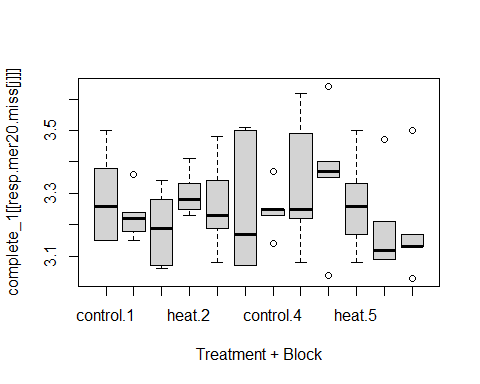 complete_1[[resp.mer20.miss[j]]]
3.5
3.3
3.1
control.1 heat.2 control.4 heat.5
Treatment + Block